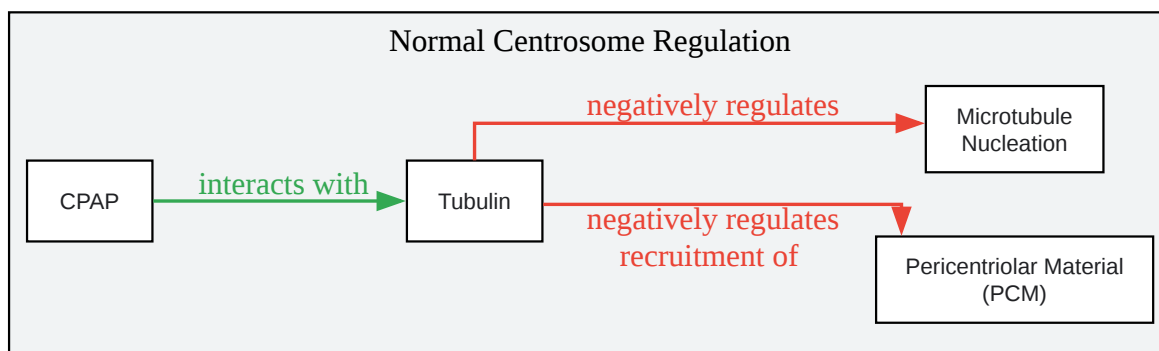 Normal Centrosome Regulation
negatively regulates
Microtubule
Nucleation
CPAP
interacts with
Tubulin
negatively regulates
recruitment of
Pericentriolar Material
(PCM)